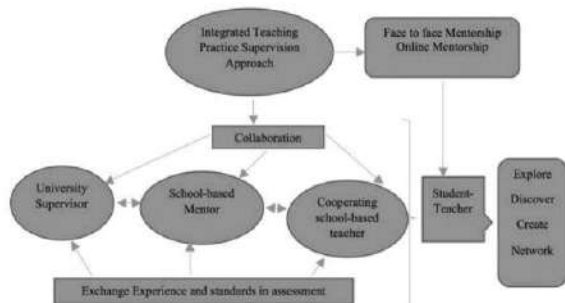 Integrated Teaching
Practice Supervision
Approach
Face to face Mentorship
Online Mentorship
Collaboration
University
Supervisor
School-based
Mentor
Cooperating
school-based
teacher
Student-
Teacher
Explore
Discover
Create
Network
Exchange Experience and standards in assessment